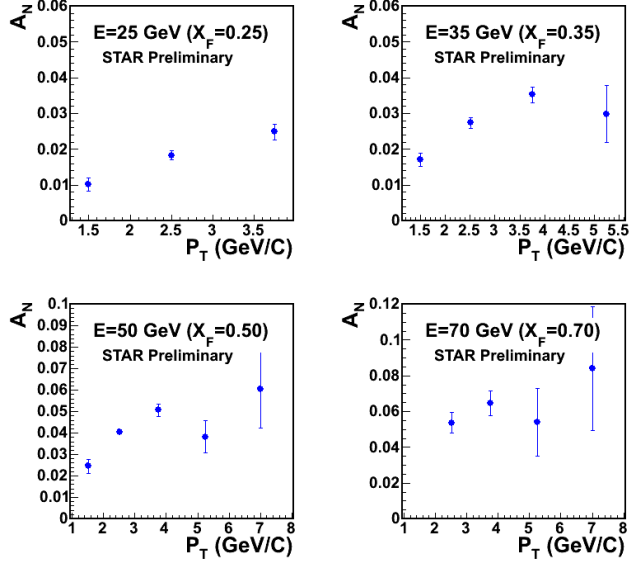 A_N
0.06
0.05
0.04
0.03
0.02
0.01
0
E=25 GeV (X_F=0.25)
STAR Preliminary
1.5 2 2.5 3 3.5
P_T (GeV/C)
A_N
0.06
0.05
0.04
0.03
0.02
0.01
0
E=35 GeV (X_F=0.35)
STAR Preliminary
1.5 2 2.5 3 3.5 4 4.5 5 5.5
P_T (GeV/C)
A_N
0.1
0.09
0.08
0.07
0.06
0.05
0.04
0.03
0.02
0.01
0
E=50 GeV (X_F=0.50)
STAR Preliminary
1 2 3 4 5 6 7 8
P_T (GeV/C)
A_N
0.12
0.1
0.08
0.06
0.04
0.02
0
E=70 GeV (X_F=0.70)
STAR Preliminary
1 2 3 4 5 6 7 8
P_T (GeV/C)